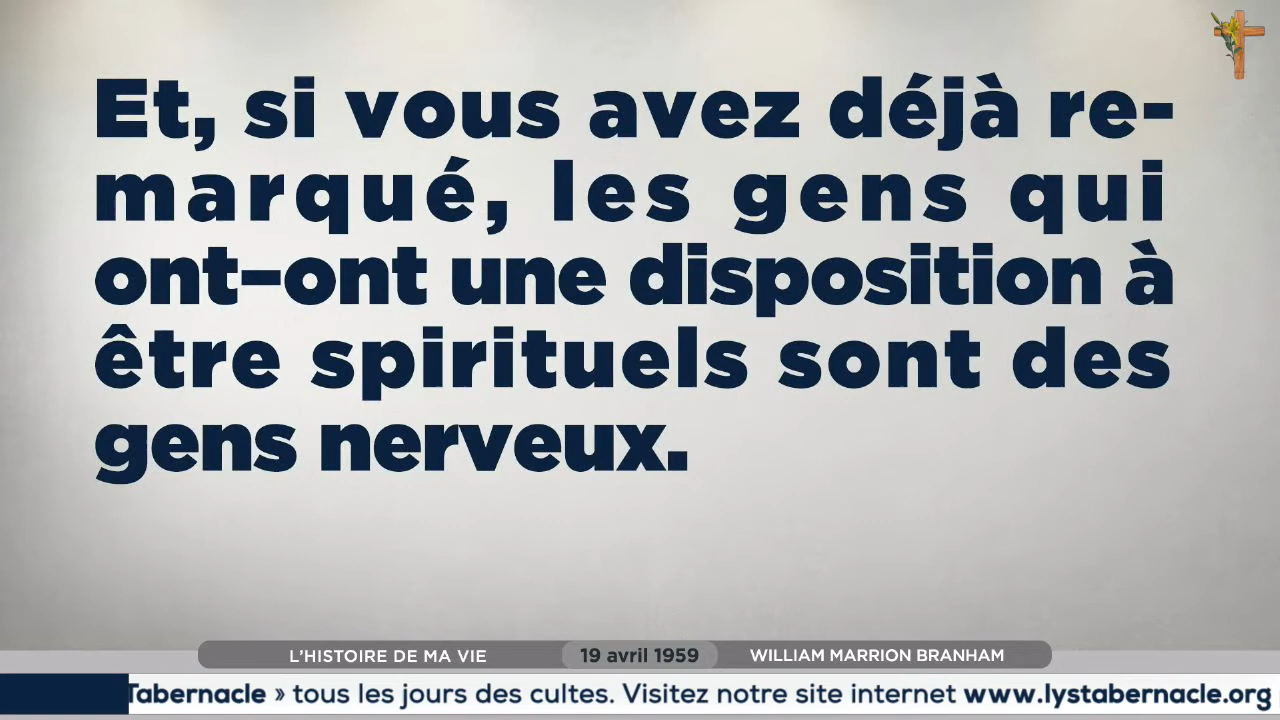 Et, si vous avez déjà re-
marqué, les gens qui
ont–ont une disposition à
être spirituels sont des
gens nerveux.
L'HISTOIRE DE MA VIE 19 avril 1959 WILLIAM MARRION BRANHAM
Tabernacle » tous les jours des cultes. Visitez notre site internet www.lystabernacle.org